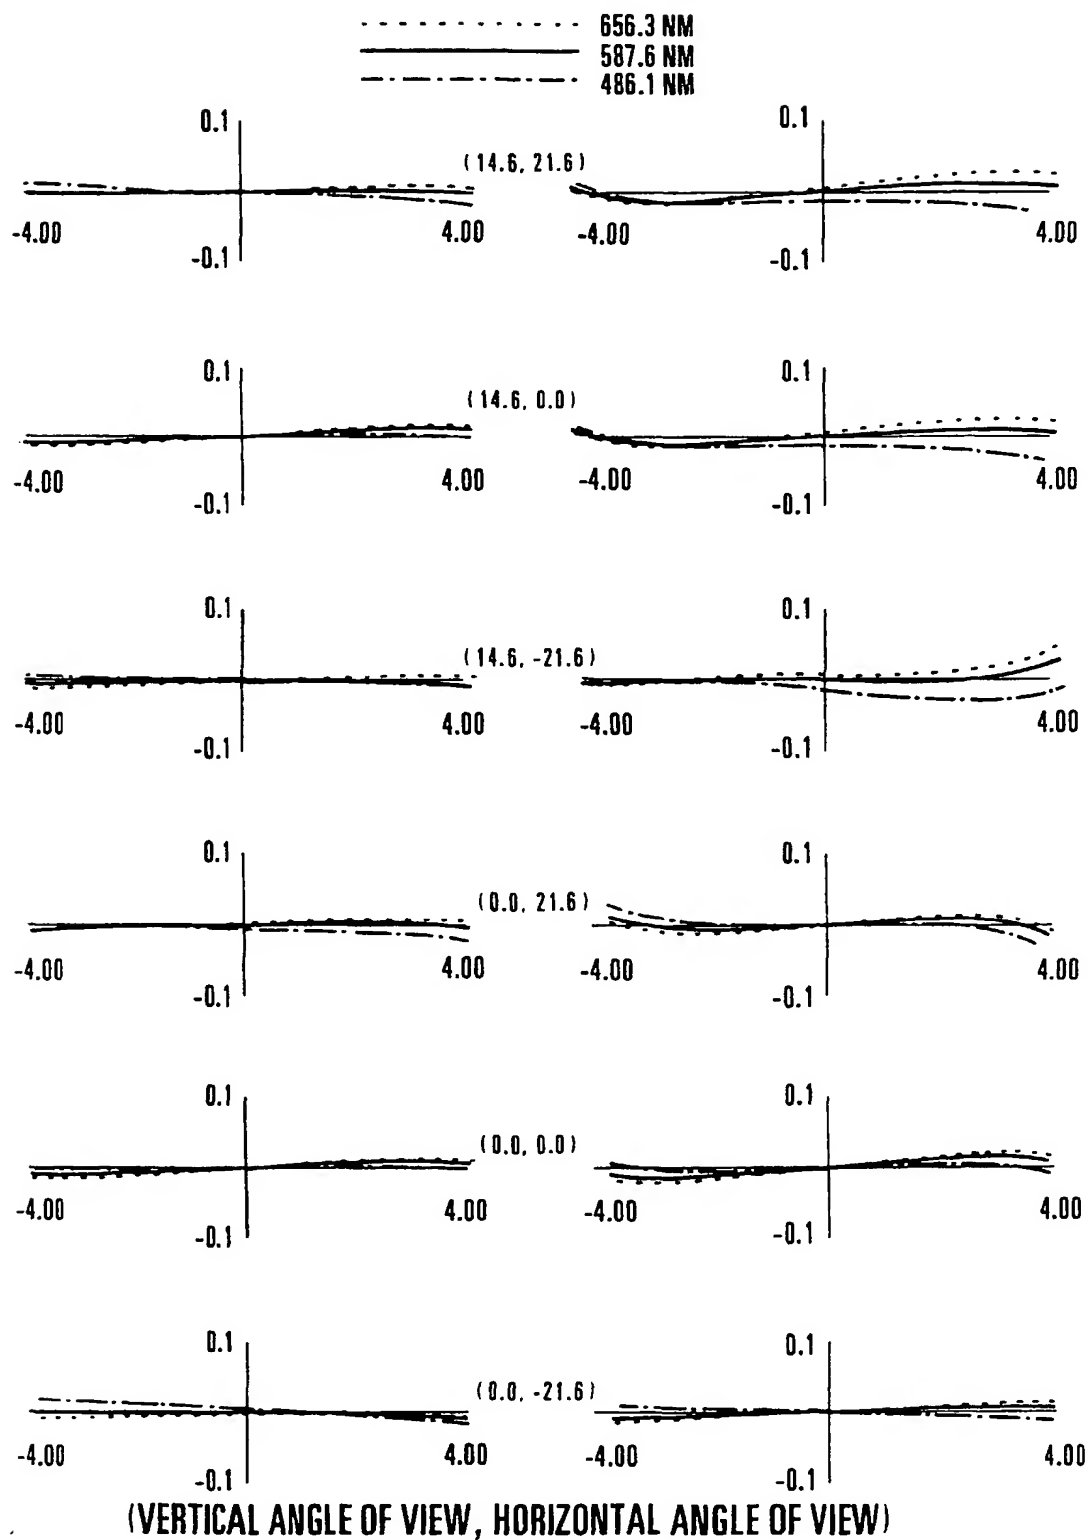 656.3 NM
587.6 NM
486.1 NM
0.1 0.1
(14.6, 21.6)
-4.00 4.00 -4.00 4.00
-0.1 -0.1
0.1 0.1
(14.6, 0.0)
-4.00 4.00 -4.00 4.00
-0.1 -0.1
0.1 0.1
(14.6, -21.6)
-4.00 4.00 -4.00 4.00
-0.1 -0.1
0.1 0.1
(0.0, 21.6)
-4.00 4.00 -4.00 4.00
-0.1 -0.1
0.1 0.1
(0.0, 0.0)
-4.00 4.00 -4.00 4.00
-0.1 -0.1
0.1 0.1
(0.0, -21.6)
-4.00 4.00 -4.00 4.00
-0.1 -0.1
(VERTICAL ANGLE OF VIEW, HORIZONTAL ANGLE OF VIEW)